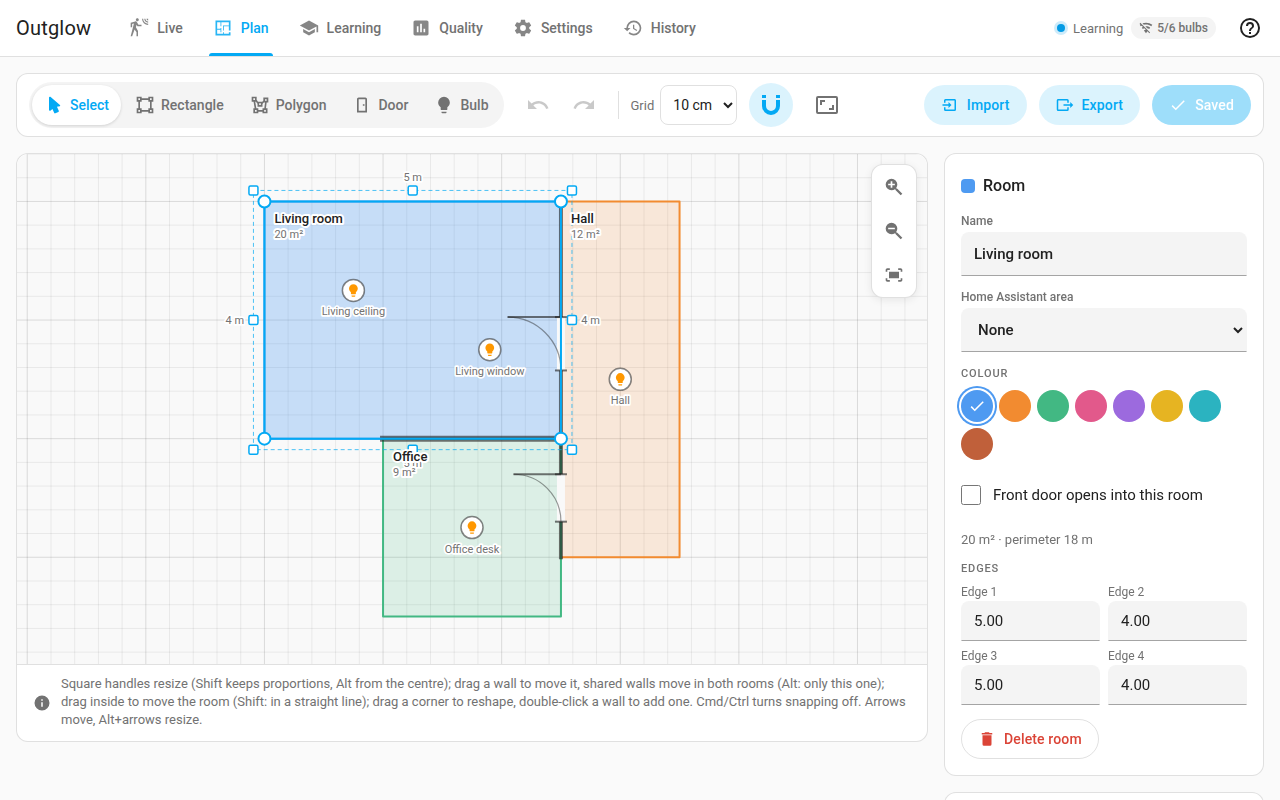 Outglow
Live
Plan
Learning
Quality
Settings
History
Learning
5/6 bulbs
Select
Rectangle
Polygon
Door
Bulb
Grid
10 cm
Import
Export
Saved
5 m
Living room
20 m²
Hall
12 m²
Living ceiling
4 m
4 m
Living window
Hall
Office
9 m²
Office desk
Square handles resize (Shift keeps proportions, Alt from the centre); drag a wall to move it, shared walls move in both rooms (Alt: only this one);
drag inside to move the room (Shift: in a straight line); drag a corner to reshape, double-click a wall to add one. Cmd/Ctrl turns snapping off. Arrows
move, Alt+arrows resize.
Room
Name
Living room
Home Assistant area
None
COLOUR
Front door opens into this room
20 m² · perimeter 18 m
EDGES
Edge 1
Edge 2
5.00
4.00
Edge 3
Edge 4
5.00
4.00
Delete room